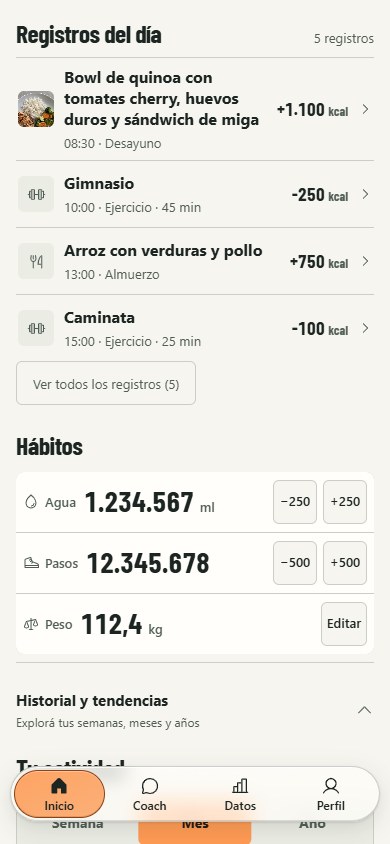 Registros del día
5 registros
Bowl de quinoa con
tomates cherry, huevos
duros y sándwich de miga
+1.100 kcal
08:30 · Desayuno
Gimnasio
-250 kcal
10:00 · Ejercicio · 45 min
Arroz con verduras y pollo
+750 kcal
13:00 · Almuerzo
Caminata
-100 kcal
15:00 · Ejercicio · 25 min
Ver todos los registros (5)
Hábitos
Agua 1.234.567 ml
−250 +250
Pasos 12.345.678
−500 +500
Peso 112,4 kg
Editar
Historial y tendencias
Explorá tus semanas, meses y años
Tu actividad
Inicio Coach Datos Perfil
Semana Mes Año